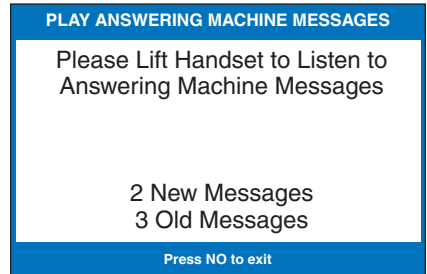 PLAY ANSWERING MACHINE MESSAGES
Please Lift Handset to Listen to
Answering Machine Messages
2 New Messages
3 Old Messages
Press NO to exit